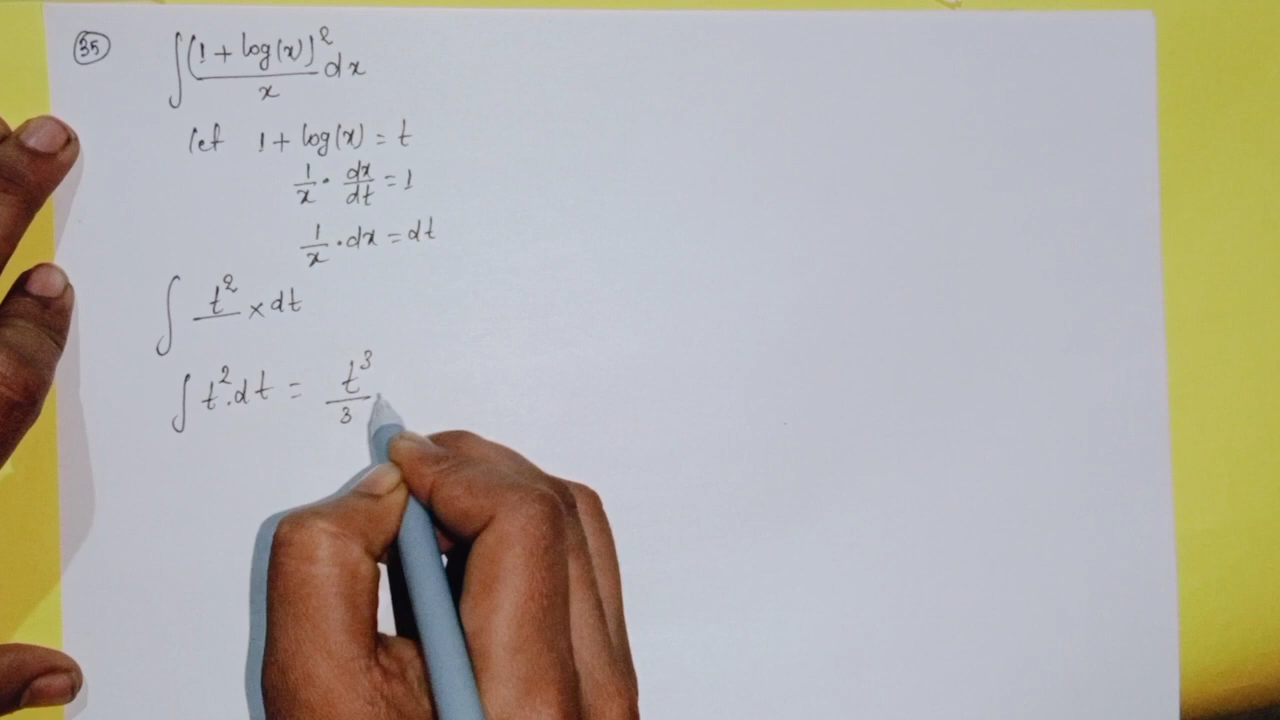 35 ∫ (1 + log(x))² / x dx
let 1 + log(x) = t
1/x · dx/dt = 1
1/x · dx = dt
∫ t²/ × dt
∫ t² . dt = t³/3